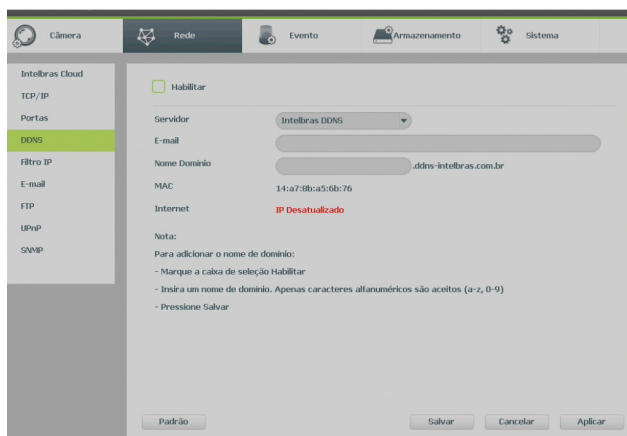 Câmera Rede Evento Armazenamento Sistema
Intelbras Cloud
TCP/IP
Portas
DDNS
Filtro IP
E-mail
FTP
UPnP
SNMP
Habilitar
Servidor Intelbras DDNS
E-mail
Nome Domínio .ddns-intelbras.com.br
MAC 14:a7:8b:a5:6b:76
Internet IP Desatualizado
Nota:
Para adicionar o nome de domínio:
- Marque a caixa de seleção Habilitar
- Insira um nome de domínio. Apenas caracteres alfanuméricos são aceitos (a-z, 0-9)
- Pressione Salvar
Padrão Salvar Cancelar Aplicar